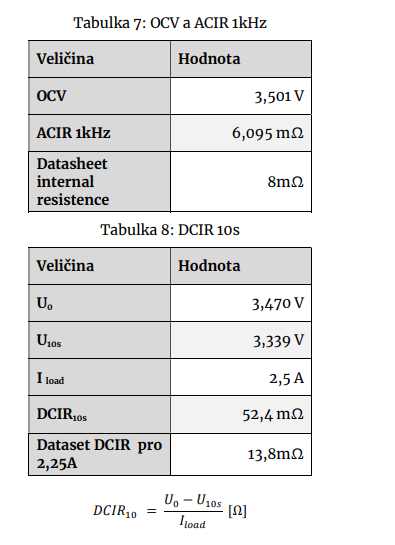 Tabulka 7: OCV a ACIR 1kHz
Veličina Hodnota
OCV 3,501 V
ACIR 1kHz 6,095 mΩ
Datasheet
internal
resistence 8mΩ
Tabulka 8: DCIR 10s
Veličina Hodnota
U₀ 3,470 V
U₁₀ₛ 3,339 V
I load 2,5 A
DCIR₁₀ₛ 52,4 mΩ
Dataset DCIR pro
2,25A 13,8mΩ
DCIR₁₀ = (U₀ − U₁₀ₛ) / I_load [Ω]